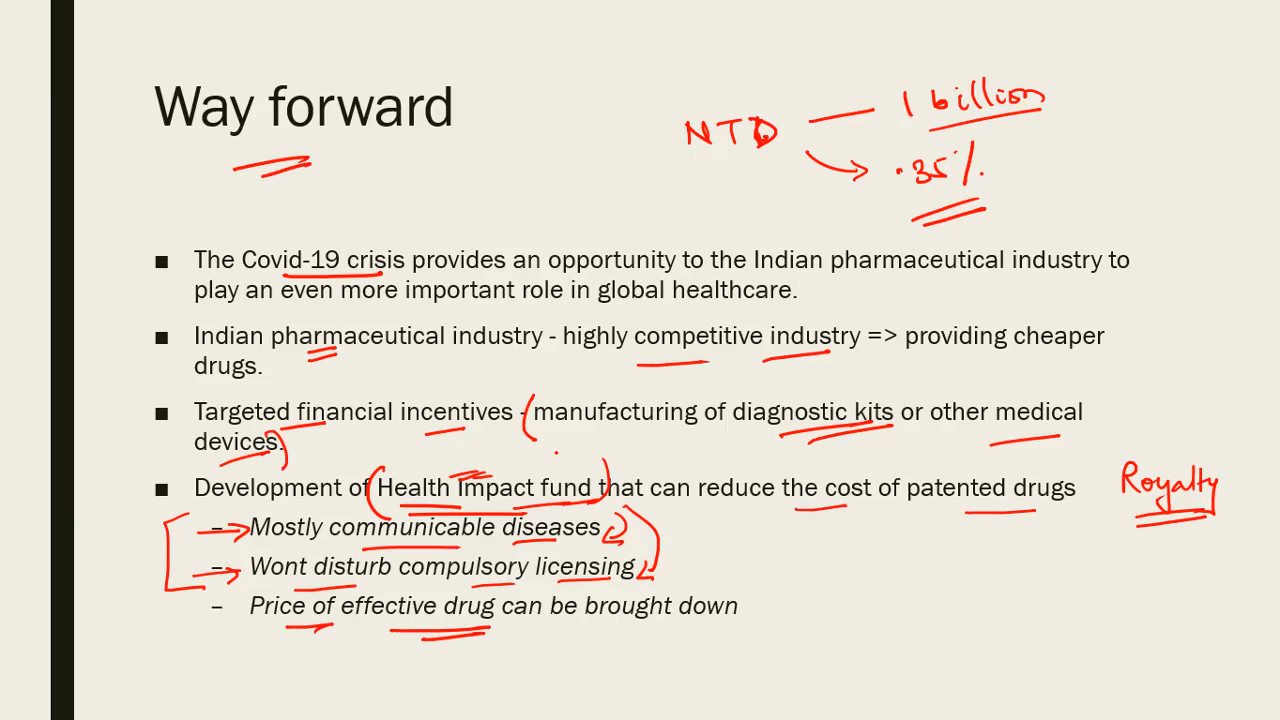 Way forward
NTD — 1 billion
.35%
■ The Covid-19 crisis provides an opportunity to the Indian pharmaceutical industry to
play an even more important role in global healthcare.
■ Indian pharmaceutical industry - highly competitive industry => providing cheaper
drugs.
■ Targeted financial incentives - manufacturing of diagnostic kits or other medical
devices.
■ Development of Health Impact fund that can reduce the cost of patented drugs
Royalty
– Mostly communicable diseases
– Wont disturb compulsory licensing
– Price of effective drug can be brought down